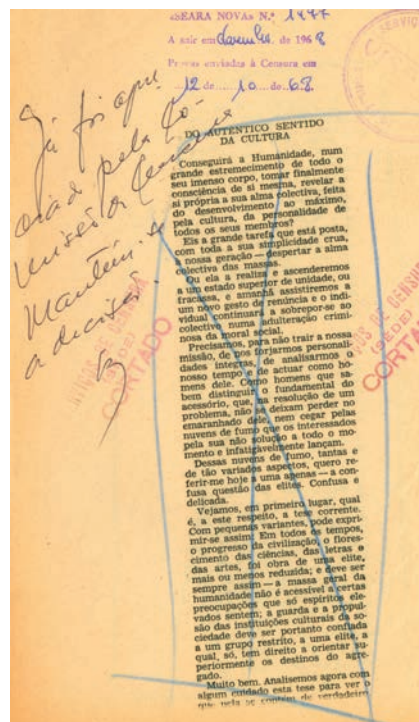 «SEARA NOVA» N.º 1477
A sair em Novembro de 1968
Provas enviadas à Censura em
12 de 10 de 68.
SERVIÇO
Já foi apre
ciad pela Co
missão de Censura
Mantém-se
a decisão.
DO AUTÊNTICO SENTIDO
DA CULTURA
Conseguirá a Humanidade, num
grande estremecimento de todo o
seu imenso corpo, tomar finalmente
consciência de si mesma, revelar a
si própria a sua alma colectiva, feita
do desenvolvimento ao máximo,
pela cultura, da personalidade de
todos os seus membros?
Eis a grande tarefa que está posta,
com toda a sua simplicidade crua,
à nossa geração — despertar a alma
colectiva das massas.
Ou ela a realiza e ascenderemos
a um estado superior de unidade, ou
fracassa, e amanhã assistiremos a
um novo gesto de renúncia e o indi-
vidual continuará a sobrepor-se ao
colectivo numa adulteração crimi-
nosa da moral social.
Precisamos, para não trair a nossa
missão, de nos forjarmos personali-
dades íntegras, de analisarmos o
nosso tempo e de actuar como ho-
mens dele. Como homens que sa-
bem distinguir o fundamental do
acessório, que, na resolução de um
problema, não se deixam perder no
emaranhado dele, nem cegar pelas
nuvens de fumo que os interessados
pela sua não solução a todo o mo-
mento e infatigavelmente lançam.
Dessas nuvens de fumo, tantas e
de tão variados aspectos, quero re-
ferir-me hoje a uma apenas — a con-
fusa questão das elites. Confusa e
delicada.
Vejamos, em primeiro lugar, qual
é, a este respeito, a tese corrente.
Com pequenas variantes, pode expri-
mir-se assim: Em todos os tempos,
o progresso da civilização, o flores-
cimento das ciências, das letras e
das artes, foi obra de uma elite,
mais ou menos reduzida; e deve ser
sempre assim — a massa geral da
humanidade não é acessível a certas
preocupações que só espíritos ele-
vados sentem; a guarda e a propul-
são das instituições culturais da so-
ciedade deve ser portanto confiada
a um grupo restrito, a uma elite, a
qual, só, tem direito a orientar su-
periormente os destinos do agre-
gado.
Muito bem. Analisemos agora com
algum cuidado esta tese para ver o
que nela se contém de verdadeiro
CORTADO
CORTADO